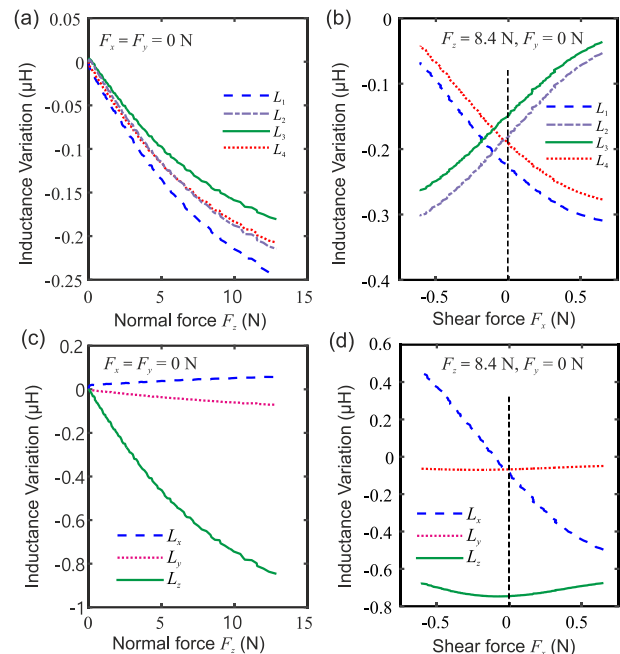 (a)
F_x = F_y = 0 N
0.05
0
-0.05
-0.1
-0.15
-0.2
-0.25
Inductance Variation (μH)
L_1
L_2
L_3
L_4
0 5 10 15
Normal force F_z (N)
(b)
F_z = 8.4 N, F_y = 0 N
0
-0.1
-0.2
-0.3
-0.4
Inductance Variation (μH)
L_1
L_2
L_3
L_4
-0.5 0 0.5
Shear force F_x (N)
(c)
F_x = F_y = 0 N
0.2
0
-0.2
-0.4
-0.6
-0.8
-1
Inductance Variation (μH)
L_x
L_y
L_z
0 5 10 15
Normal force F_z (N)
(d)
F_z = 8.4 N, F_y = 0 N
0.6
0.4
0.2
0
-0.2
-0.4
-0.6
-0.8
Inductance Variation (μH)
L_x
L_y
L_z
-0.5 0 0.5
Shear force F_x (N)